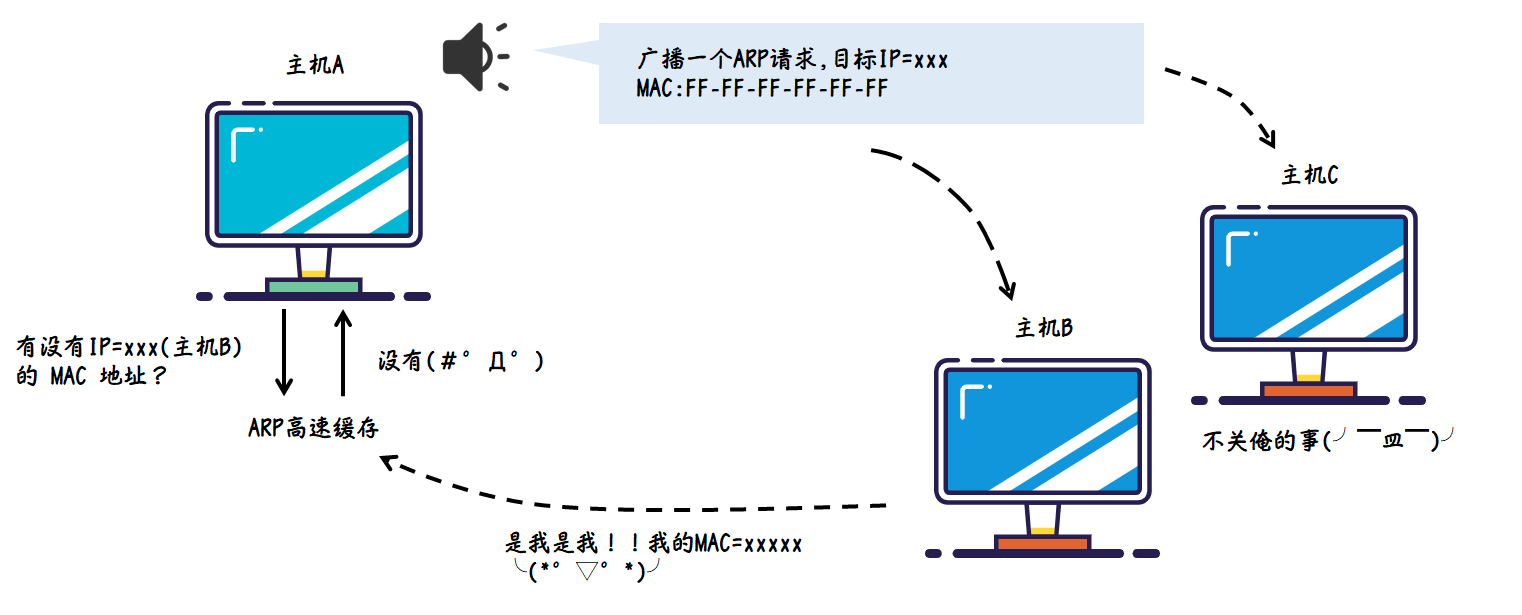 主机A
广播一个ARP请求,目标IP=xxx
MAC:FF-FF-FF-FF-FF-FF
主机C
主机B
有没有IP=xxx(主机B)
的 MAC 地址？
没有(#°Д°)
ARP高速缓存
不关俺的事(╯￣皿￣)╯
是我是我！！我的MAC=xxxxx
╰(*°▽°*)╯